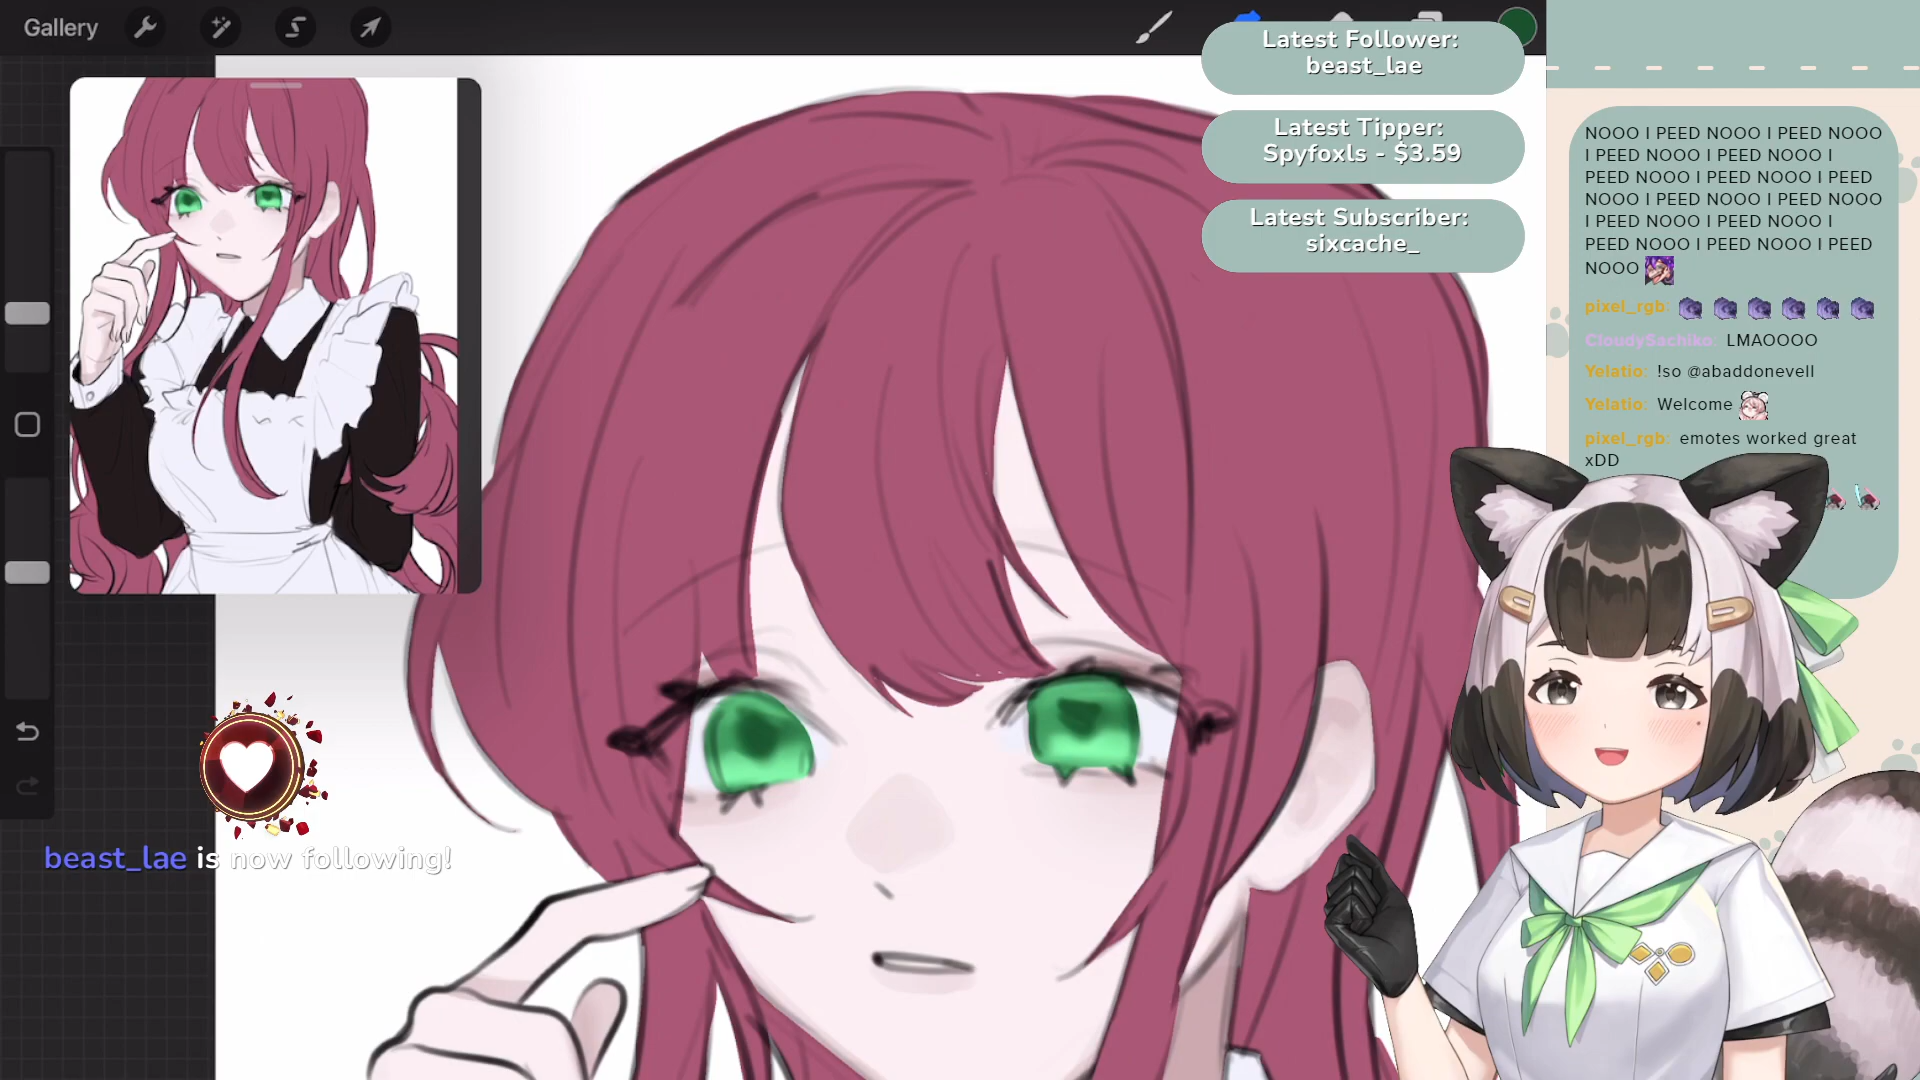 Gallery
Latest Follower:
beast_lae
Latest Tipper:
Spyfoxls - $3.59
Latest Subscriber:
sixcache_
NOOO I PEED NOOO I PEED NOOO
I PEED NOOO I PEED NOOO I
PEED NOOO I PEED NOOO I PEED
NOOO I PEED NOOO I PEED NOOO
I PEED NOOO I PEED NOOO I
PEED NOOO I PEED NOOO I PEED
NOOO
pixel_rgb:
CloudySachiko: LMAOOOO
Yelatio: !so @abaddonevell
Yelatio: Welcome
pixel_rgb: emotes worked great
xDD
beast_lae is now following!